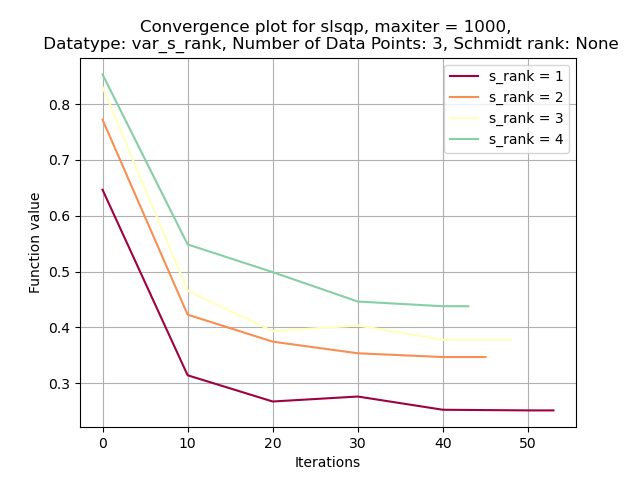 Convergence plot for slsqp, maxiter = 1000,
Datatype: var_s_rank, Number of Data Points: 3, Schmidt rank: None
s_rank = 1
s_rank = 2
s_rank = 3
s_rank = 4
Function value
0.8
0.7
0.6
0.5
0.4
0.3
0 10 20 30 40 50
Iterations